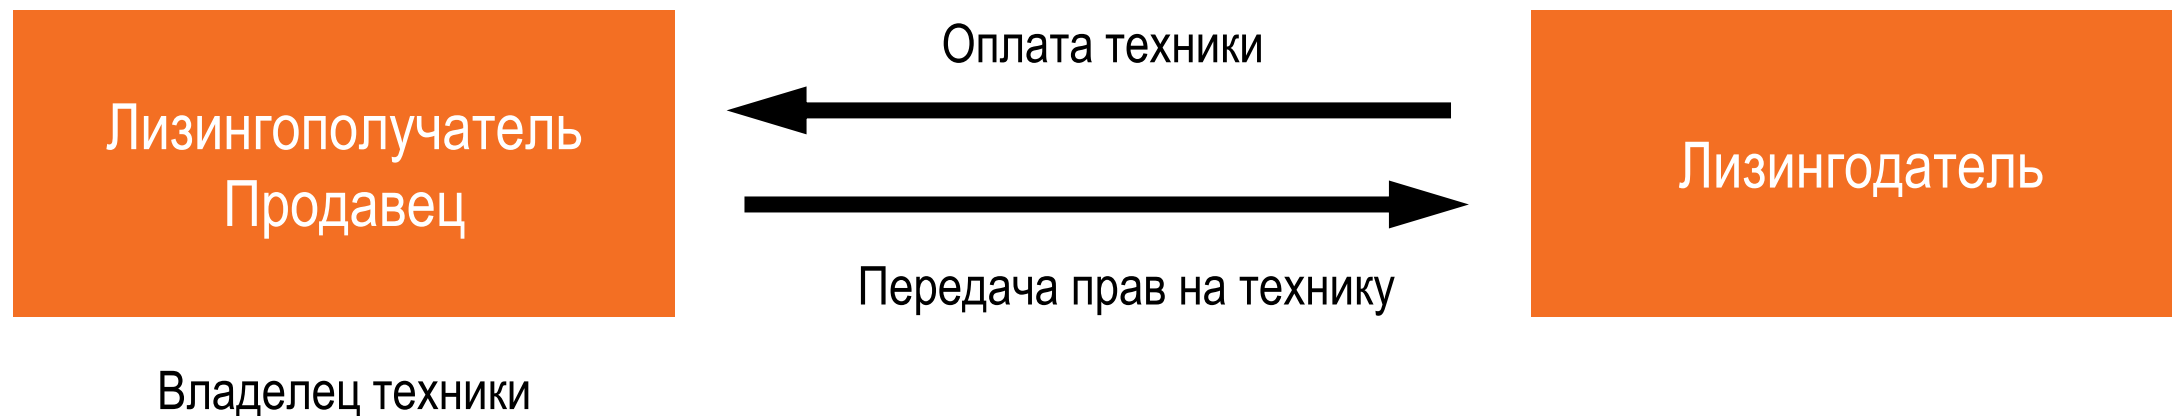 Оплата техники
Лизингополучатель
Продавец
Лизингодатель
Передача прав на технику
Владелец техники